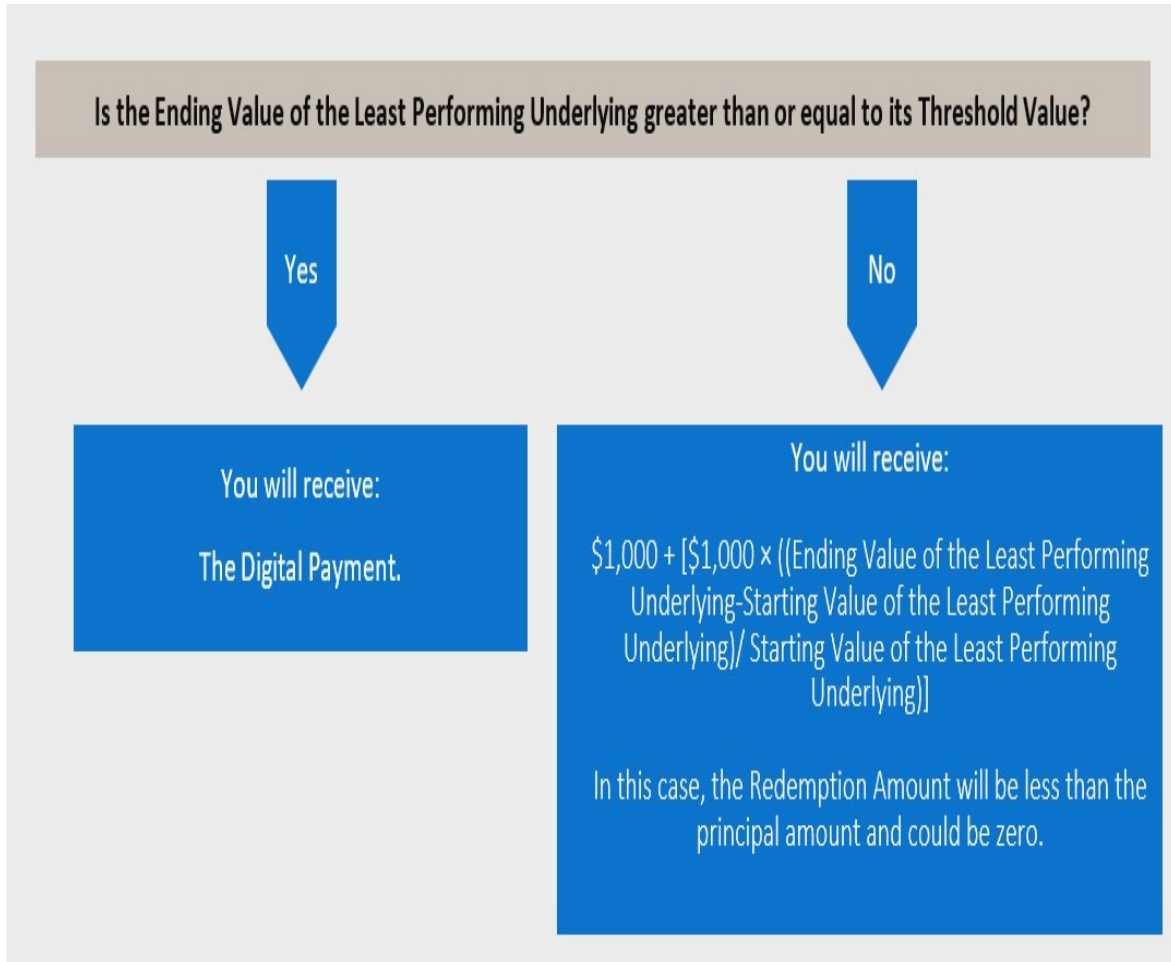 Is the Ending Value of the Least Performing Underlying greater than or equal to its Threshold Value?
Yes
No
You will receive:
The Digital Payment.
You will receive:
$1,000 + [$1,000 × ((Ending Value of the Least Performing
Underlying-Starting Value of the Least Performing
Underlying)/ Starting Value of the Least Performing
Underlying)]
In this case, the Redemption Amount will be less than the
principal amount and could be zero.